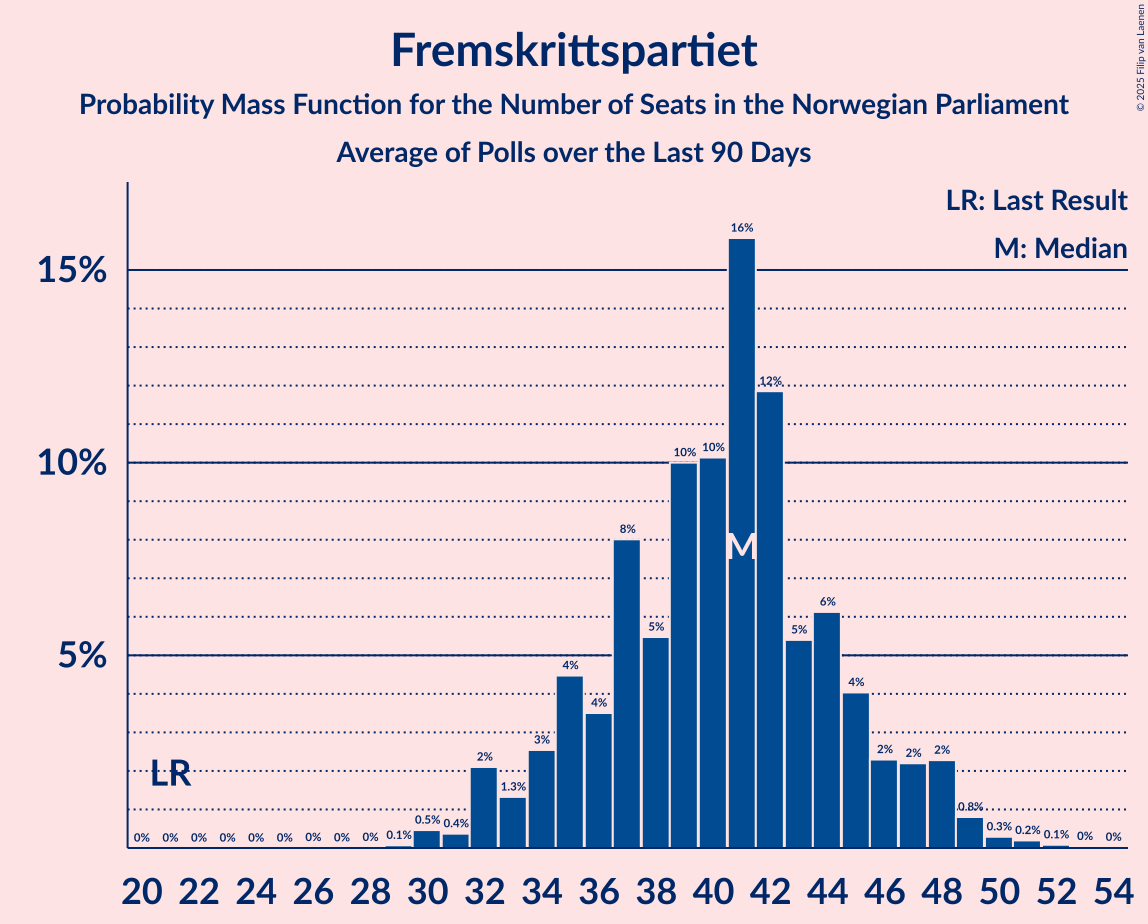 Fremskrittspartiet
Probability Mass Function for the Number of Seats in the Norwegian Parliament
Average of Polls over the Last 90 Days
© 2025 Filip van Laenen
LR: Last Result
M: Median
15%
10%
5%
16%
12%
10% 10%
8%
6%
5% 5%
4% 4% 4%
3%
2% 2% 2% 2%
1.3%
0.8%
0% 0% 0% 0% 0% 0% 0% 0% 0% 0.1% 0.5% 0.4% 0.3% 0.2% 0.1% 0% 0%
M
LR
20 22 24 26 28 30 32 34 36 38 40 42 44 46 48 50 52 54